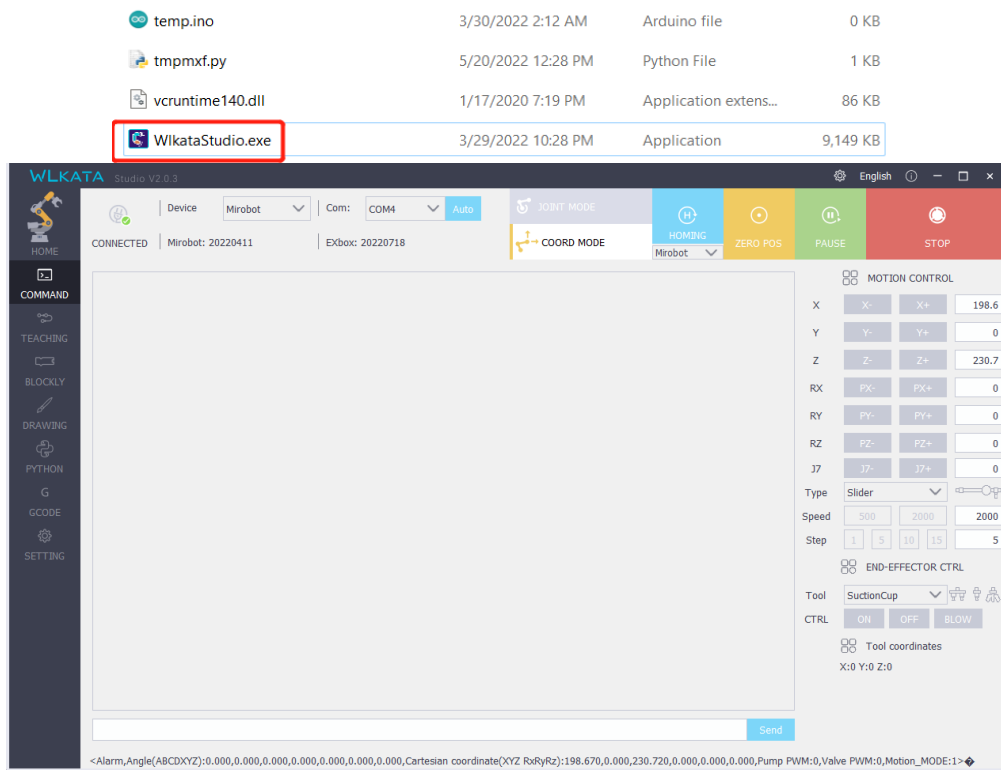 temp.ino 3/30/2022 2:12 AM Arduino file 0 KB
tmpmxf.py 5/20/2022 12:28 PM Python File 1 KB
vcruntime140.dll 1/17/2020 7:19 PM Application extens... 86 KB
WlkataStudio.exe 3/29/2022 10:28 PM Application 9,149 KB
WLKATA Studio V2.0.3 English
Device Mirobot Com: COM4 Auto JOINT MODE
CONNECTED Mirobot: 20220411 EXbox: 20220718 COORD MODE
HOMING ZERO POS PAUSE STOP
Mirobot
HOME
COMMAND
TEACHING
BLOCKLY
DRAWING
PYTHON
G
GCODE
SETTING
MOTION CONTROL
X X- X+ 198.6
Y Y- Y+ 0
Z Z- Z+ 230.7
RX PX- PX+ 0
RY PY- PY+ 0
RZ PZ- PZ+ 0
J7 J7- J7+ 0
Type Slider
Speed 500 2000 2000
Step 1 5 10 15 5
END-EFFECTOR CTRL
Tool SuctionCup
CTRL ON OFF BLOW
Tool coordinates
X:0 Y:0 Z:0
Send
<Alarm,Angle(ABCDXYZ):0.000,0.000,0.000,0.000,0.000,0.000,0.000,Cartesian coordinate(XYZ RxRyRz):198.670,0.000,230.720,0.000,0.000,0.000,Pump PWM:0,Valve PWM:0,Motion_MODE:1>�